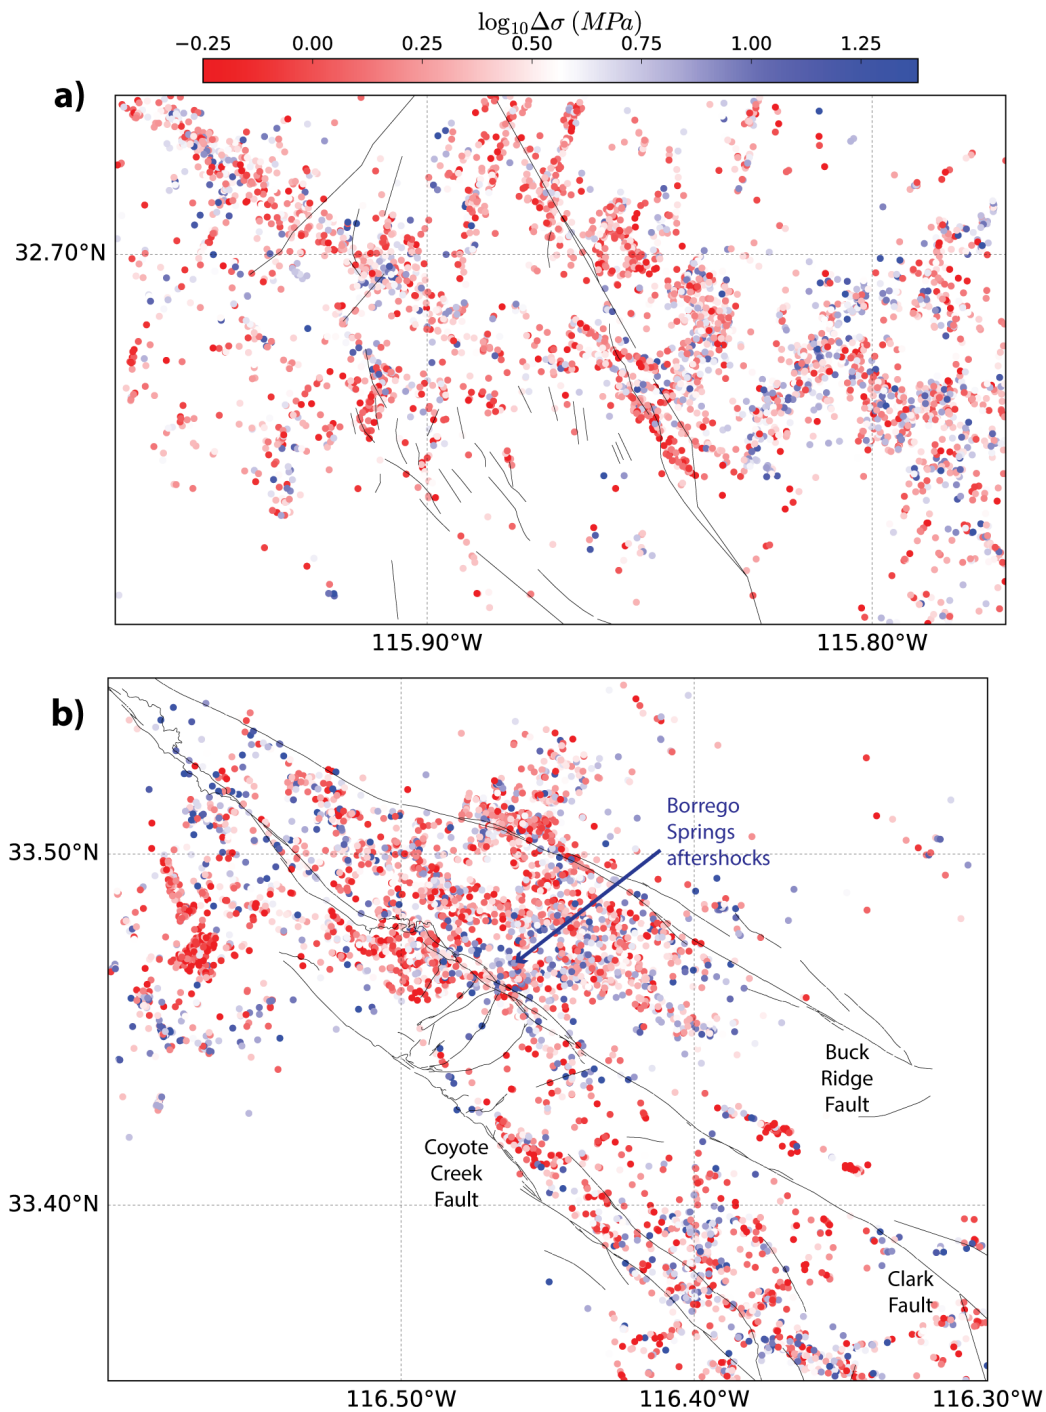 log₁₀Δσ (MPa)
−0.25 0.00 0.25 0.50 0.75 1.00 1.25
a)
32.70°N
115.90°W 115.80°W
b)
Borrego
Springs
aftershocks
33.50°N
Buck
Ridge
Fault
Coyote
Creek
Fault
33.40°N
Clark
Fault
116.50°W 116.40°W 116.30°W